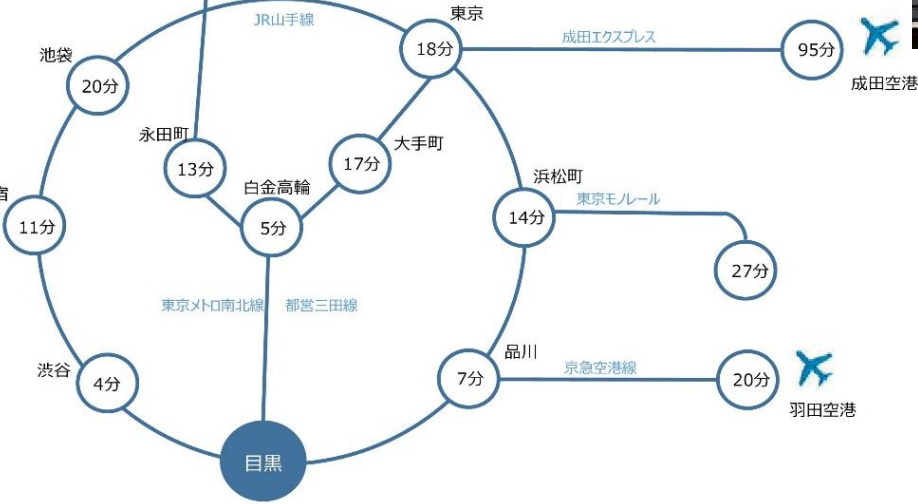 東京
JR山手線
18分
成田エクスプレス
95分
成田空港
池袋
20分
永田町
13分
大手町
17分
白金高輪
5分
浜松町
14分
東京モノレール
27分
宿
11分
東京メトロ南北線
都営三田線
品川
7分
京急空港線
20分
羽田空港
渋谷
4分
目黒